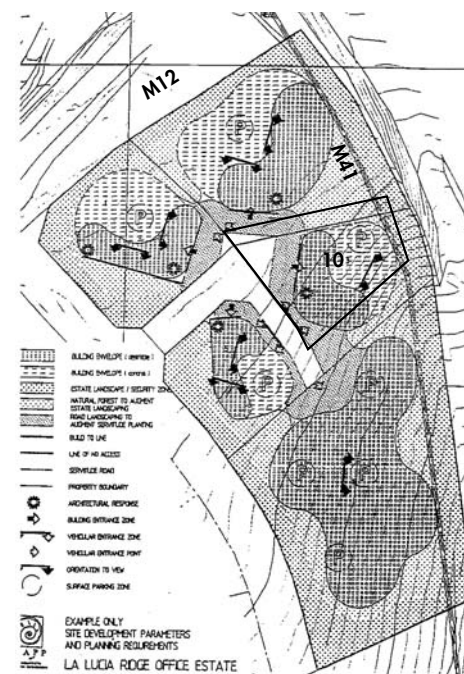 M12
M41
10
P
P
P
P
P
P
P
BUILDING ENVELOPE (desirable)
BUILDING ENVELOPE (control)
ESTATE LANDSCAPE / SECURITY ZONE
NATURAL FOREST TO AUGMENT
ESTATE LANDSCAPING
ROAD LANDSCAPING TO
AUGMENT SERVITUDE PLANTING
BUILD TO LINE
LINE OF NO ACCESS
SERVITUDE ROAD
PROPERTY BOUNDARY
ARCHITECTURAL RESPONSE
BUILDING ENTRANCE ZONE
VEHICULAR ENTRANCE ZONE
VEHICULAR ENTRANCE POINT
ORIENTATION TO VIEW
SURFACE PARKING ZONE
EXAMPLE ONLY
SITE DEVELOPMENT PARAMETERS
AND PLANNING REQUIREMENTS
LA LUCIA RIDGE OFFICE ESTATE